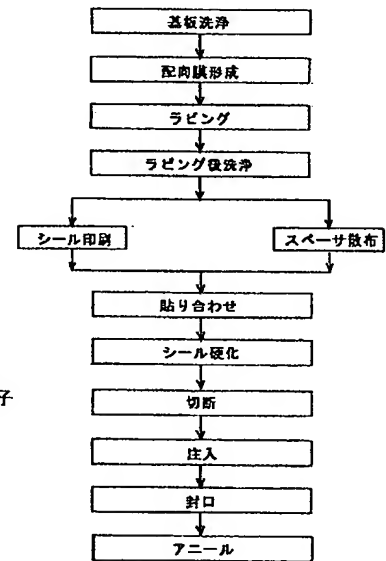 基板洗浄
配向膜形成
ラビング
ラビング後洗浄
シール印刷
スペーサ散布
貼り合わせ
シール硬化
子
切断
注入
封口
アニール